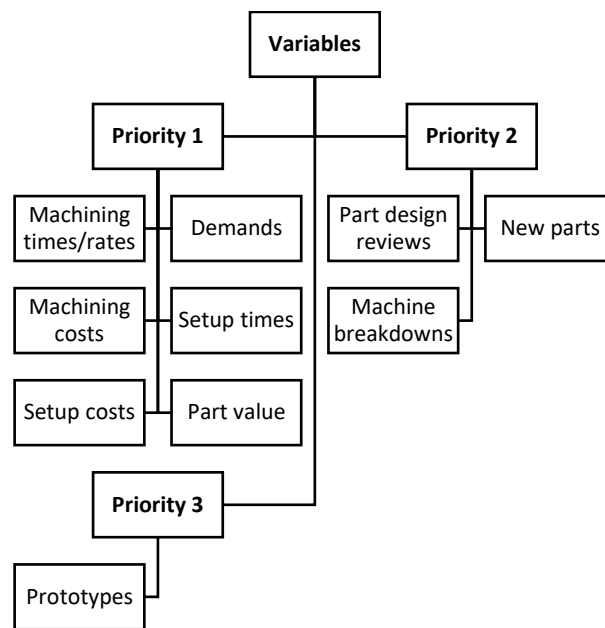 Variables
Priority 1
Priority 2
Machining
times/rates
Demands
Part design
reviews
New parts
Machining
costs
Setup times
Machine
breakdowns
Setup costs
Part value
Priority 3
Prototypes